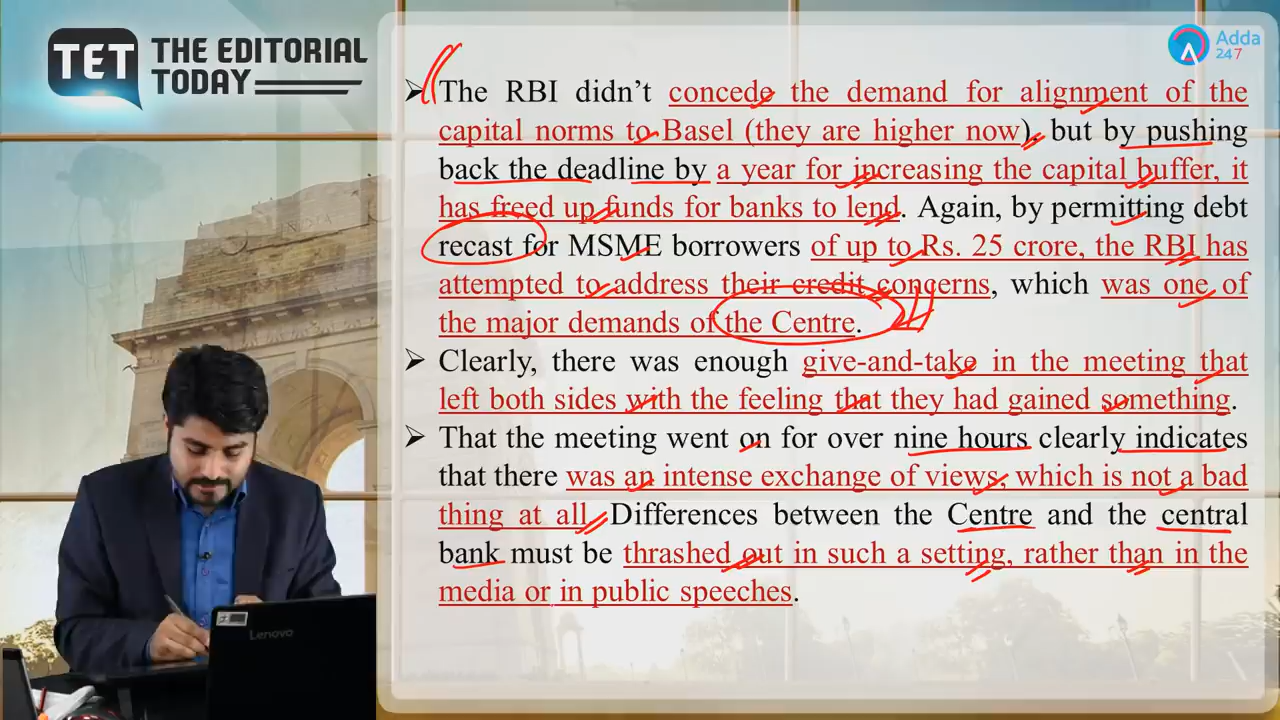 TET THE EDITORIAL
TODAY
Adda
247
➤ The RBI didn't concede the demand for alignment of the
capital norms to Basel (they are higher now), but by pushing
back the deadline by a year for increasing the capital buffer, it
has freed up funds for banks to lend. Again, by permitting debt
recast for MSME borrowers of up to Rs. 25 crore, the RBI has
attempted to address their credit concerns, which was one of
the major demands of the Centre.
➤ Clearly, there was enough give-and-take in the meeting that
left both sides with the feeling that they had gained something.
➤ That the meeting went on for over nine hours clearly indicates
that there was an intense exchange of views, which is not a bad
thing at all. Differences between the Centre and the central
bank must be thrashed out in such a setting, rather than in the
media or in public speeches.
Lenovo